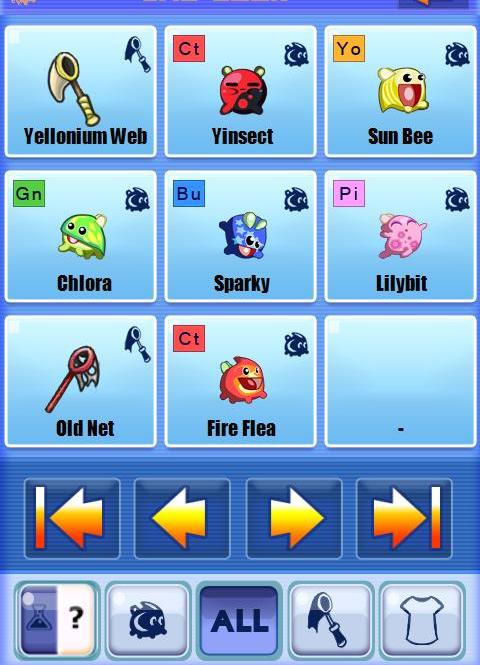 Yellonium Web
Ct
Yinsect
Yo
Sun Bee
Gn
Chlora
Bu
Sparky
Pi
Lilybit
Old Net
Ct
Fire Flea
-
?
ALL